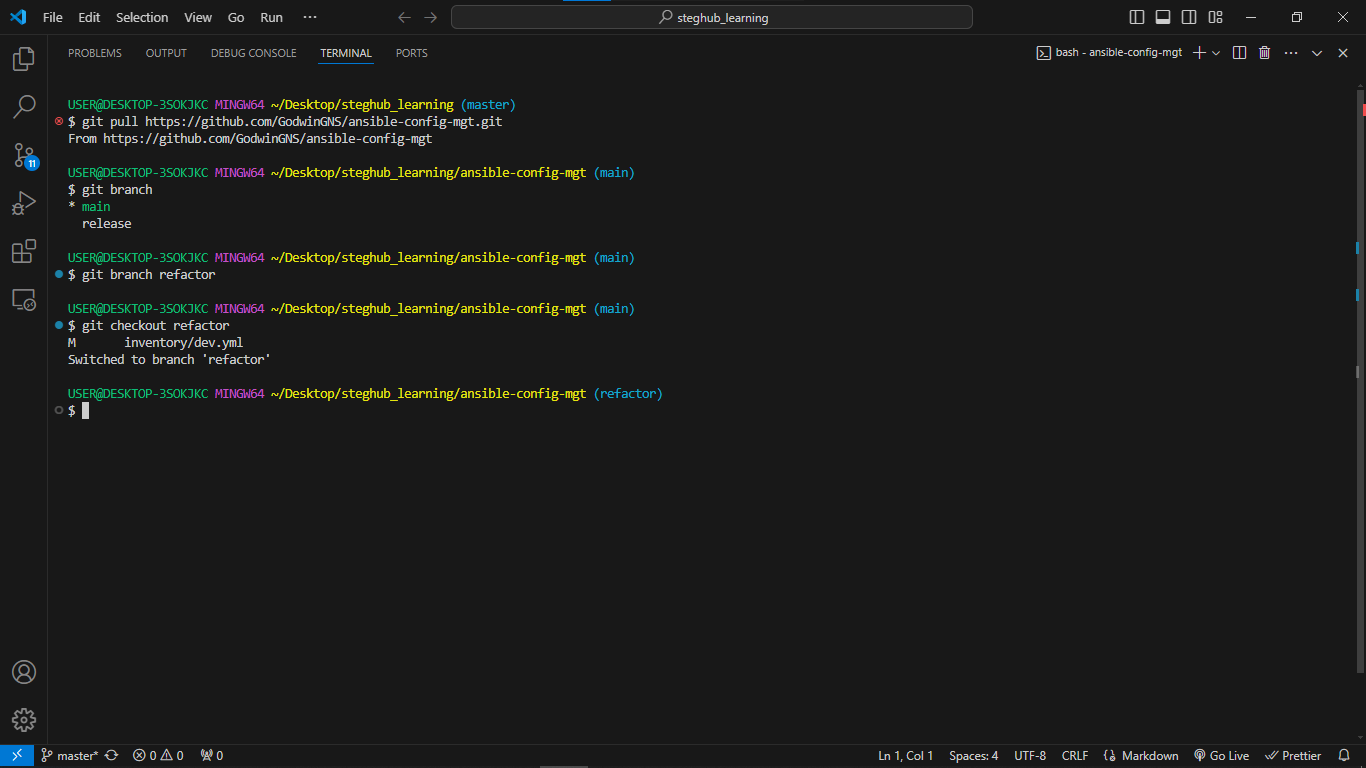 File Edit Selection View Go Run ··· steghub_learning
PROBLEMS OUTPUT DEBUG CONSOLE TERMINAL PORTS bash - ansible-config-mgt
USER@DESKTOP-3SOKJKC MINGW64 ~/Desktop/steghub_learning (master)
$ git pull https://github.com/GodwinGNS/ansible-config-mgt.git
From https://github.com/GodwinGNS/ansible-config-mgt
USER@DESKTOP-3SOKJKC MINGW64 ~/Desktop/steghub_learning/ansible-config-mgt (main)
$ git branch
* main
release
USER@DESKTOP-3SOKJKC MINGW64 ~/Desktop/steghub_learning/ansible-config-mgt (main)
$ git branch refactor
USER@DESKTOP-3SOKJKC MINGW64 ~/Desktop/steghub_learning/ansible-config-mgt (main)
$ git checkout refactor
M inventory/dev.yml
Switched to branch 'refactor'
USER@DESKTOP-3SOKJKC MINGW64 ~/Desktop/steghub_learning/ansible-config-mgt (refactor)
$
11
master* 0 0 0 Ln 1, Col 1 Spaces: 4 UTF-8 CRLF Markdown Go Live Prettier